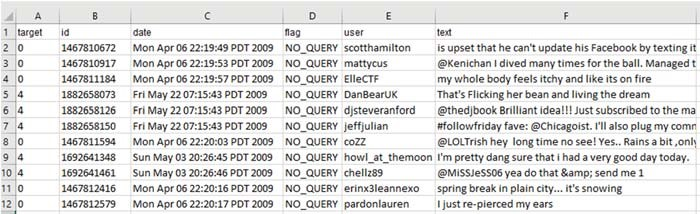 A B C D E F
1 target id date flag user text
2 0 1467810672 Mon Apr 06 22:19:49 PDT 2009 NO_QUERY scotthamilton is upset that he can't update his Facebook by texting it
3 0 1467810917 Mon Apr 06 22:19:53 PDT 2009 NO_QUERY mattycus @Kenichan I dived many times for the ball. Managed t
4 0 1467811184 Mon Apr 06 22:19:57 PDT 2009 NO_QUERY ElleCTF my whole body feels itchy and like its on fire
5 4 1882658073 Fri May 22 07:15:43 PDT 2009 NO_QUERY DanBearUK That's Flicking her bean and living the dream
6 4 1882658126 Fri May 22 07:15:43 PDT 2009 NO_QUERY djsteveranford @thedjbook Brilliant idea!!! Just subscribed to the ma
7 4 1882658150 Fri May 22 07:15:43 PDT 2009 NO_QUERY jeffjulian #followfriday fave: @Chicagoist. I'll also plug my comm
8 0 1467811594 Mon Apr 06 22:20:03 PDT 2009 NO_QUERY coZZ @LOLTrish hey long time no see! Yes.. Rains a bit ,only
9 4 1692641348 Sun May 03 20:26:45 PDT 2009 NO_QUERY howl_at_themoon I'm pretty dang sure that i had a very good day today.
10 4 1692641461 Sun May 03 20:26:46 PDT 2009 NO_QUERY chellz89 @MiSSJeSS06 yea do that &amp; send me 1
11 0 1467812416 Mon Apr 06 22:20:16 PDT 2009 NO_QUERY erinx3leannexo spring break in plain city... it's snowing
12 0 1467812579 Mon Apr 06 22:20:17 PDT 2009 NO_QUERY pardonlauren I just re-pierced my ears